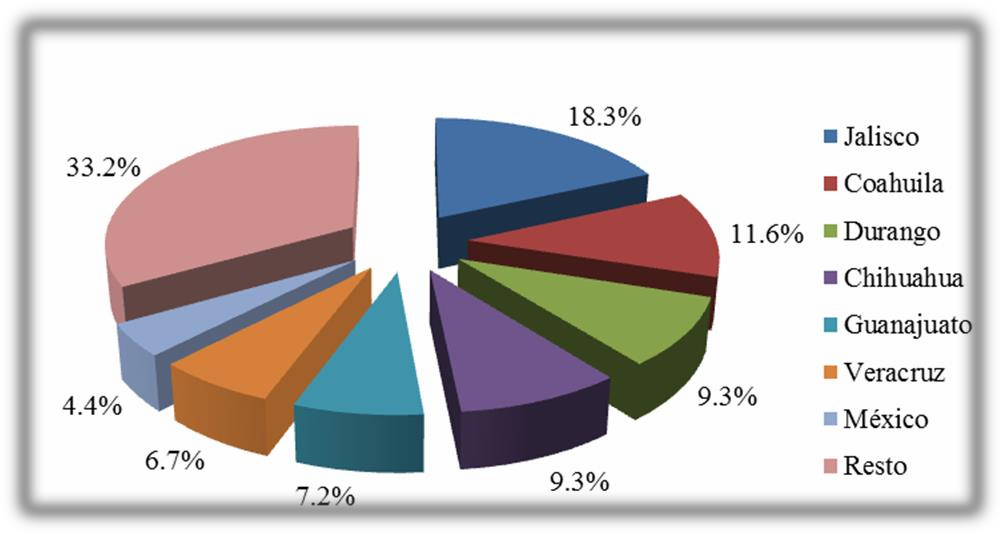 18.3%
33.2%
11.6%
4.4%
9.3%
6.7%
9.3%
7.2%
Jalisco
Coahuila
Durango
Chihuahua
Guanajuato
Veracruz
México
Resto